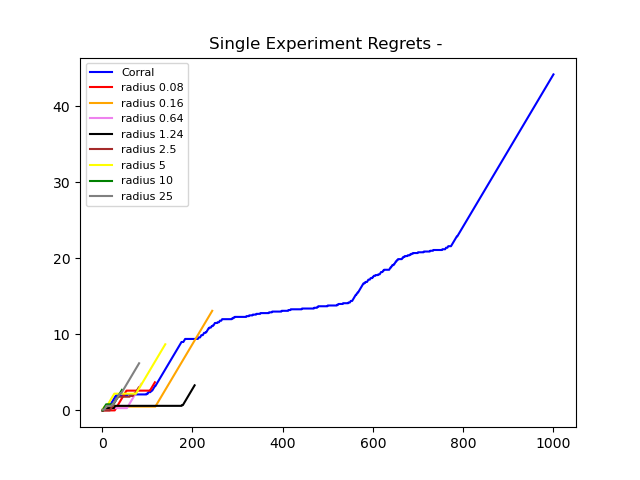 Single Experiment Regrets -
Corral
radius 0.08
radius 0.16
radius 0.64
radius 1.24
radius 2.5
radius 5
radius 10
radius 25
40
30
20
10
0
0 200 400 600 800 1000